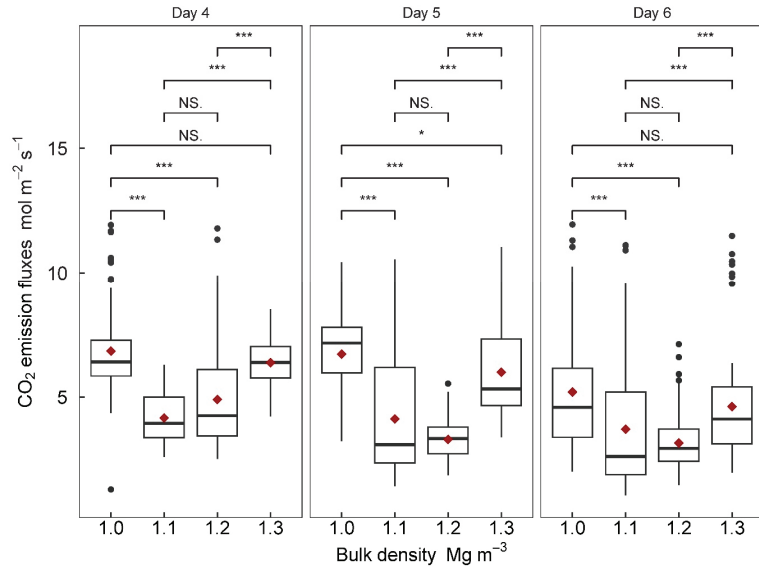 Day 4 Day 5 Day 6
*** *** ***
*** *** ***
NS. NS. NS.
NS. * NS.
*** *** ***
*** *** ***
15
10
5
CO₂ emission fluxes mol m⁻² s⁻¹
1.0 1.1 1.2 1.3 1.0 1.1 1.2 1.3 1.0 1.1 1.2 1.3
Bulk density Mg m⁻³